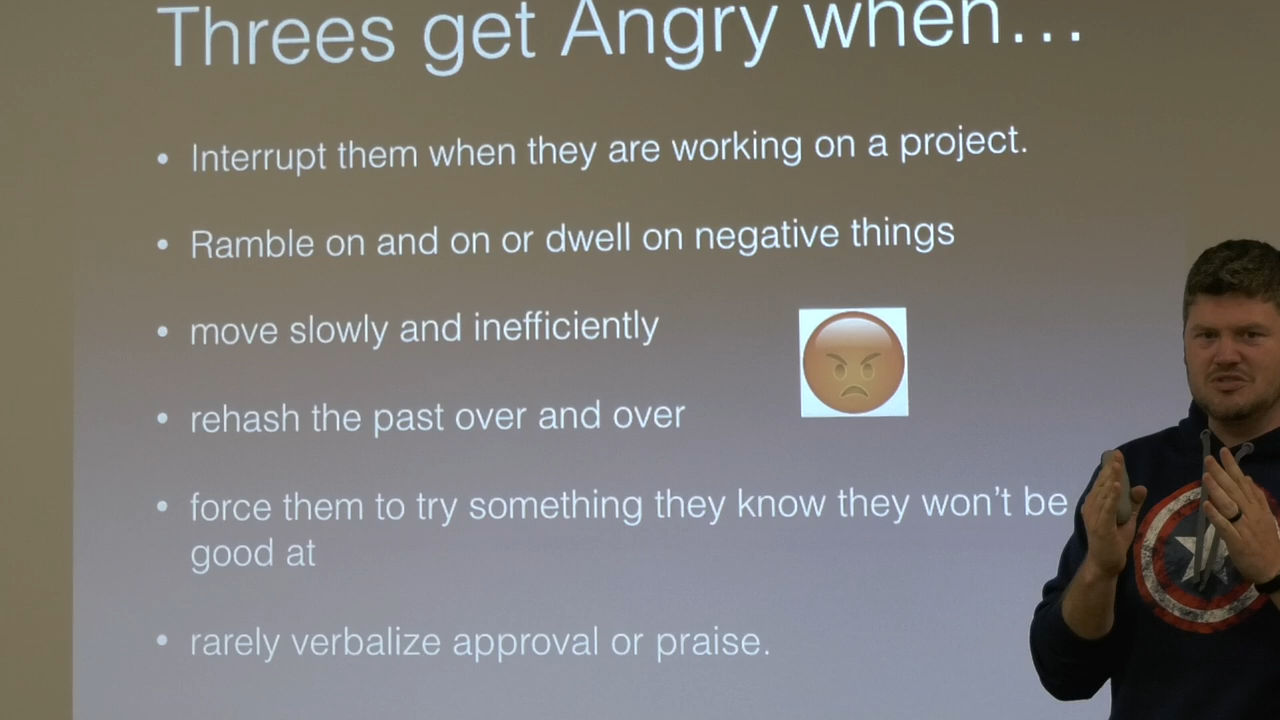 Threes get Angry when...
• Interrupt them when they are working on a project.
• Ramble on and on or dwell on negative things
• move slowly and inefficiently
• rehash the past over and over
• force them to try something they know they won't be
good at
• rarely verbalize approval or praise.